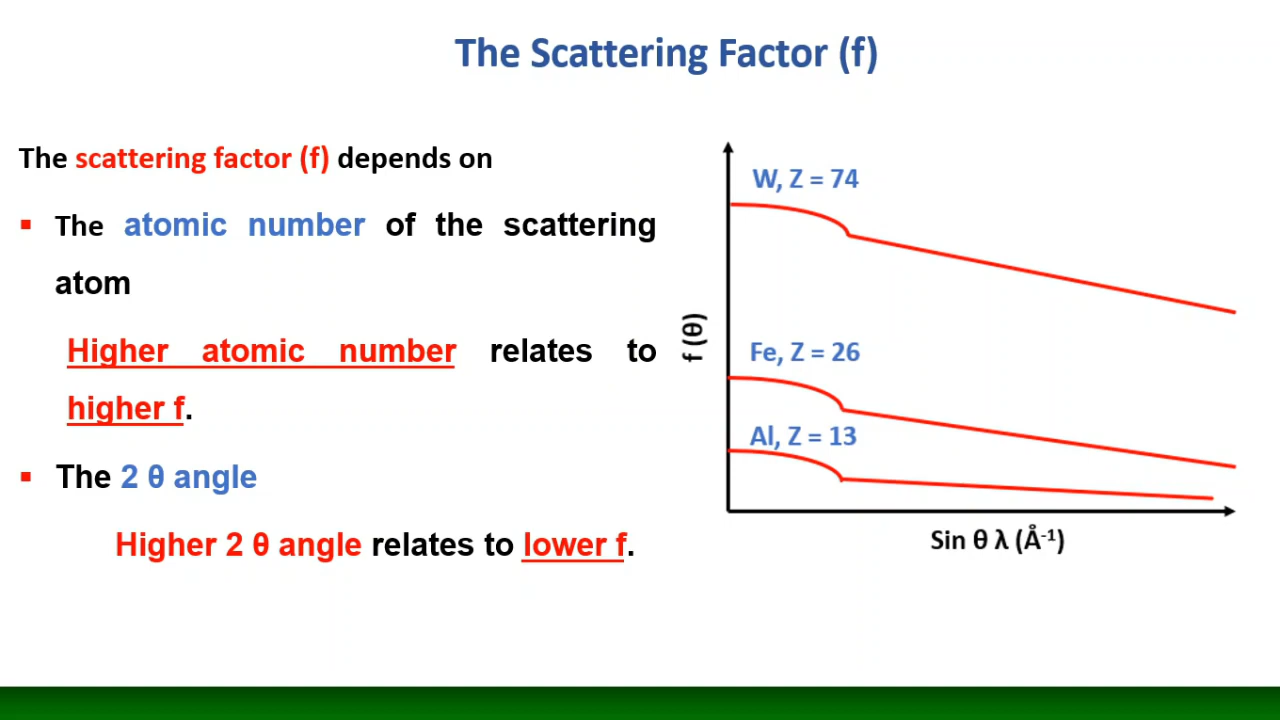 The Scattering Factor (f)
The scattering factor (f) depends on
▪ The atomic number of the scattering
atom
Higher atomic number relates to
higher f.
▪ The 2 θ angle
Higher 2 θ angle relates to lower f.
W, Z = 74
Fe, Z = 26
Al, Z = 13
f (θ)
Sin θ λ (Å⁻¹)